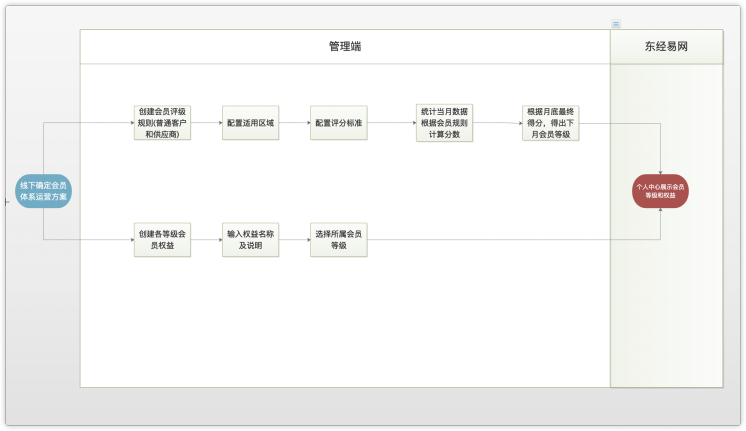 管理端
东经易网
创建会员评级
规则(普通客户
和供应商)
配置适用区域
配置评分标准
统计当月数据
根据会员规则
计算分数
根据月底最终
得分，得出下
月会员等级
线下确定会员
体系运营方案
个人中心展示会员
等级和权益
创建各等级会
员权益
输入权益名称
及说明
选择所属会员
等级